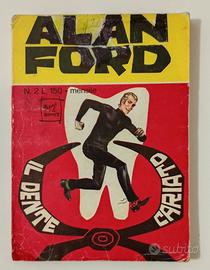 ALAN
FORD
N. 2 L. 150 - mensile
IL DENTE
CARIATO
subito